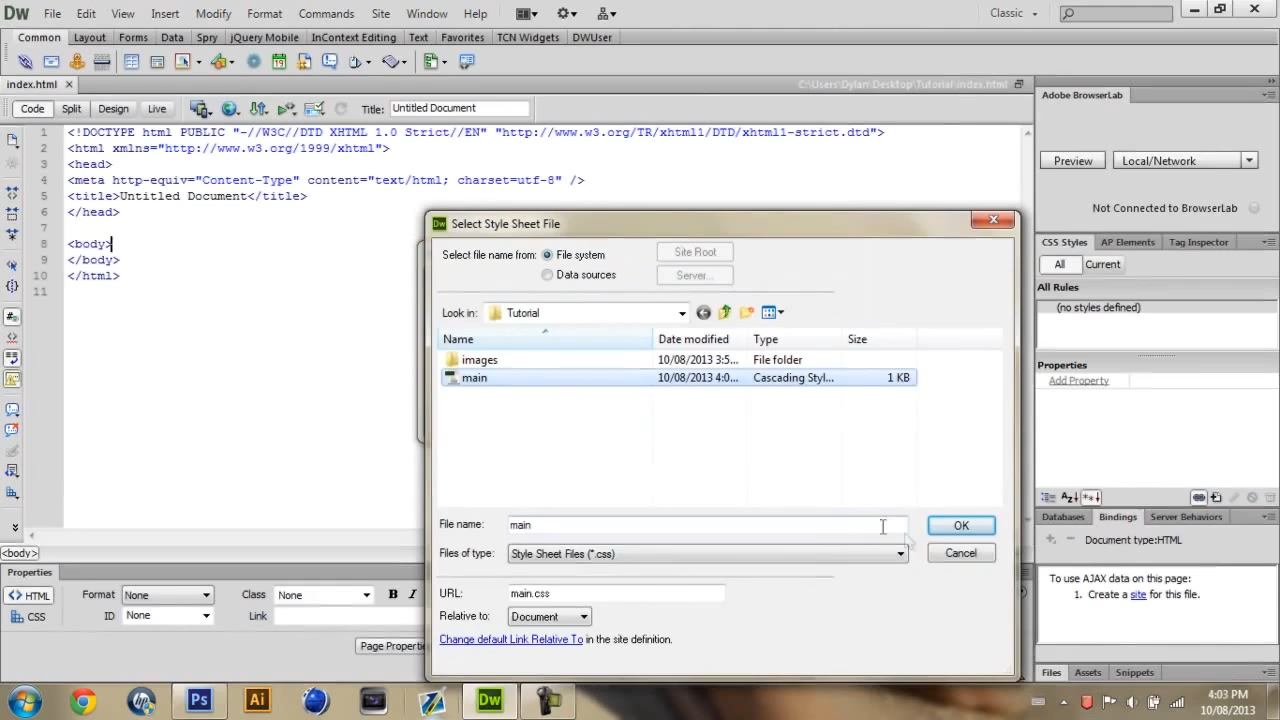 Dw File Edit View Insert Modify Format Commands Site Window Help Classic
Common Layout Forms Data Spry jQuery Mobile InContext Editing Text Favorites TCN Widgets DWUser
index.html C:\Users\Dylan\Desktop\Tutorial\index.html
Code Split Design Live Title: Untitled Document
1 <!DOCTYPE html PUBLIC "-//W3C//DTD XHTML 1.0 Strict//EN" "http://www.w3.org/TR/xhtml1/DTD/xhtml1-strict.dtd">
2 <html xmlns="http://www.w3.org/1999/xhtml">
3 <head>
4 <meta http-equiv="Content-Type" content="text/html; charset=utf-8" />
5 <title>Untitled Document</title>
6 </head>
7
8 <body>
9 </body>
10 </html>
11
Select Style Sheet File
Select file name from: File system Site Root
Data sources Server...
Look in: Tutorial
Name Date modified Type Size
images 10/08/2013 3:5... File folder
main 10/08/2013 4:0... Cascading Styl... 1 KB
File name: main OK
Files of type: Style Sheet Files (*.css) Cancel
URL: main.css
Relative to: Document
Change default Link Relative To in the site definition.
Adobe BrowserLab
Preview Local/Network
Not Connected to BrowserLab
CSS Styles AP Elements Tag Inspector
All Current
All Rules
(no styles defined)
Properties
Add Property
Databases Bindings Server Behaviors
Document type:HTML
To use AJAX data on this page:
1. Create a site for this file.
Files Assets Snippets
<body>
Properties
HTML Format None Class None B I
CSS ID None Link
Page Properti
Ps Ai Dw
4:03 PM
10/08/2013